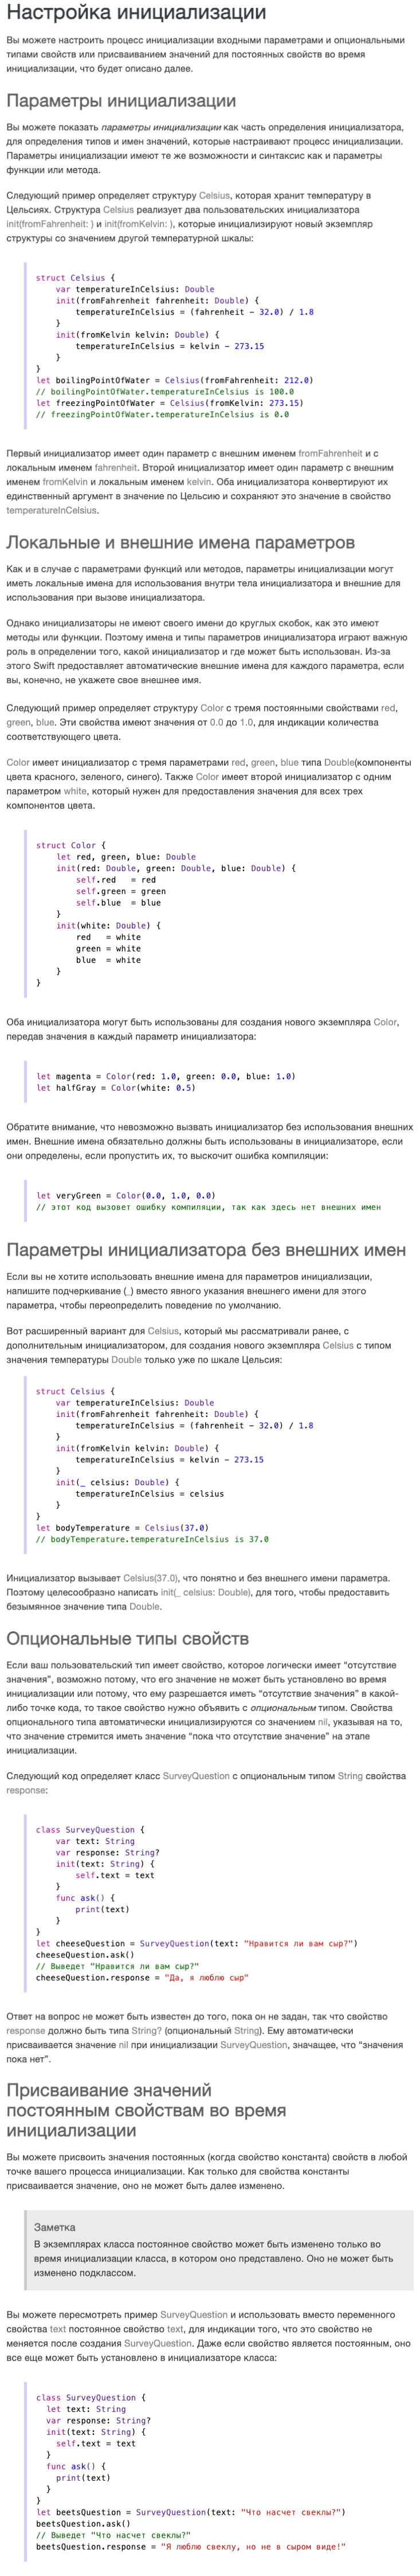 Настройка инициализации
Вы можете настроить процесс инициализации входными параметрами и опциональными
типами свойств или присваиванием значений для постоянных свойств во время
инициализации, что будет описано далее.
Параметры инициализации
Вы можете показать параметры инициализации как часть определения инициализатора,
для определения типов и имен значений, которые настраивают процесс инициализации.
Параметры инициализации имеют те же возможности и синтаксис как и параметры
функции или метода.
Следующий пример определяет структуру Celsius, которая хранит температуру в
Цельсиях. Структура Celsius реализует два пользовательских инициализатора
init(fromFahrenheit: ) и init(fromKelvin: ), которые инициализируют новый экземпляр
структуры со значением другой температурной шкалы:
struct Celsius {
    var temperatureInCelsius: Double
    init(fromFahrenheit fahrenheit: Double) {
        temperatureInCelsius = (fahrenheit - 32.0) / 1.8
    }
    init(fromKelvin kelvin: Double) {
        temperatureInCelsius = kelvin - 273.15
    }
}
let boilingPointOfWater = Celsius(fromFahrenheit: 212.0)
// boilingPointOfWater.temperatureInCelsius is 100.0
let freezingPointOfWater = Celsius(fromKelvin: 273.15)
// freezingPointOfWater.temperatureInCelsius is 0.0
Первый инициализатор имеет один параметр с внешним именем fromFahrenheit и с
локальным именем fahrenheit. Второй инициализатор имеет один параметр с внешним
именем fromKelvin и локальным именем kelvin. Оба инициализатора конвертируют их
единственный аргумент в значение по Цельсию и сохраняют это значение в свойство
temperatureInCelsius.
Локальные и внешние имена параметров
Как и в случае с параметрами функций или методов, параметры инициализации могут
иметь локальные имена для использования внутри тела инициализатора и внешние для
использования при вызове инициализатора.
Однако инициализаторы не имеют своего имени до круглых скобок, как это имеют
методы или функции. Поэтому имена и типы параметров инициализатора играют важную
роль в определении того, какой инициализатор и где может быть использован. Из-за
этого Swift предоставляет автоматические внешние имена для каждого параметра, если
вы, конечно, не укажете свое внешнее имя.
Следующий пример определяет структуру Color с тремя постоянными свойствами red,
green, blue. Эти свойства имеют значения от 0.0 до 1.0, для индикации количества
соответствующего цвета.
Color имеет инициализатор с тремя параметрами red, green, blue типа Double(компоненты
цвета красного, зеленого, синего). Также Color имеет второй инициализатор с одним
параметром white, который нужен для предоставления значения для всех трех
компонентов цвета.
struct Color {
    let red, green, blue: Double
    init(red: Double, green: Double, blue: Double) {
        self.red   = red
        self.green = green
        self.blue  = blue
    }
    init(white: Double) {
        red   = white
        green = white
        blue  = white
    }
}
Оба инициализатора могут быть использованы для создания нового экземпляра Color,
передав значения в каждый параметр инициализатора:
let magenta = Color(red: 1.0, green: 0.0, blue: 1.0)
let halfGray = Color(white: 0.5)
Обратите внимание, что невозможно вызвать инициализатор без использования внешних
имен. Внешние имена обязательно должны быть использованы в инициализаторе, если
они определены, если пропустить их, то выскочит ошибка компиляции:
let veryGreen = Color(0.0, 1.0, 0.0)
// этот код вызовет ошибку компиляции, так как здесь нет внешних имен
Параметры инициализатора без внешних имен
Если вы не хотите использовать внешние имена для параметров инициализации,
напишите подчеркивание (_) вместо явного указания внешнего имени для этого
параметра, чтобы переопределить поведение по умолчанию.
Вот расширенный вариант для Celsius, который мы рассматривали ранее, с
дополнительным инициализатором, для создания нового экземпляра Celsius с типом
значения температуры Double только уже по шкале Цельсия:
struct Celsius {
    var temperatureInCelsius: Double
    init(fromFahrenheit fahrenheit: Double) {
        temperatureInCelsius = (fahrenheit - 32.0) / 1.8
    }
    init(fromKelvin kelvin: Double) {
        temperatureInCelsius = kelvin - 273.15
    }
    init(_ celsius: Double) {
        temperatureInCelsius = celsius
    }
}
let bodyTemperature = Celsius(37.0)
// bodyTemperature.temperatureInCelsius is 37.0
Инициализатор вызывает Celsius(37.0), что понятно и без внешнего имени параметра.
Поэтому целесообразно написать init(_ celsius: Double), для того, чтобы предоставить
безымянное значение типа Double.
Опциональные типы свойств
Если ваш пользовательский тип имеет свойство, которое логически имеет “отсутствие
значения”, возможно потому, что его значение не может быть установлено во время
инициализации или потому, что ему разрешается иметь “отсутствие значения” в какой-
либо точке кода, то такое свойство нужно объявить с опциональным типом. Свойства
опционального типа автоматически инициализируются со значением nil, указывая на то,
что значение стремится иметь значение “пока что отсутствие значение” на этапе
инициализации.
Следующий код определяет класс SurveyQuestion с опциональным типом String свойства
response:
class SurveyQuestion {
    var text: String
    var response: String?
    init(text: String) {
        self.text = text
    }
    func ask() {
        print(text)
    }
}
let cheeseQuestion = SurveyQuestion(text: "Нравится ли вам сыр?")
cheeseQuestion.ask()
// Выведет "Нравится ли вам сыр?"
cheeseQuestion.response = "Да, я люблю сыр"
Ответ на вопрос не может быть известен до того, пока он не задан, так что свойство
response должно быть типа String? (опциональный String). Ему автоматически
присваивается значение nil при инициализации SurveyQuestion, значащее, что “значения
пока нет”.
Присваивание значений
постоянным свойствам во время
инициализации
Вы можете присвоить значения постоянных (когда свойство константа) свойств в любой
точке вашего процесса инициализации. Как только для свойства константы
присваивается значение, оно не может быть далее изменено.
Заметка
В экземплярах класса постоянное свойство может быть изменено только во
время инициализации класса, в котором оно представлено. Оно не может быть
изменено подклассом.
Вы можете пересмотреть пример SurveyQuestion и использовать вместо переменного
свойства text постоянное свойство text, для индикации того, что это свойство не
меняется после создания SurveyQuestion. Даже если свойство является постоянным, оно
все еще может быть установлено в инициализаторе класса:
class SurveyQuestion {
  let text: String
  var response: String?
  init(text: String) {
    self.text = text
  }
  func ask() {
    print(text)
  }
}
let beetsQuestion = SurveyQuestion(text: "Что насчет свеклы?")
beetsQuestion.ask()
// Выведет "Что насчет свеклы?"
beetsQuestion.response = "Я люблю свеклу, но не в сыром виде!"